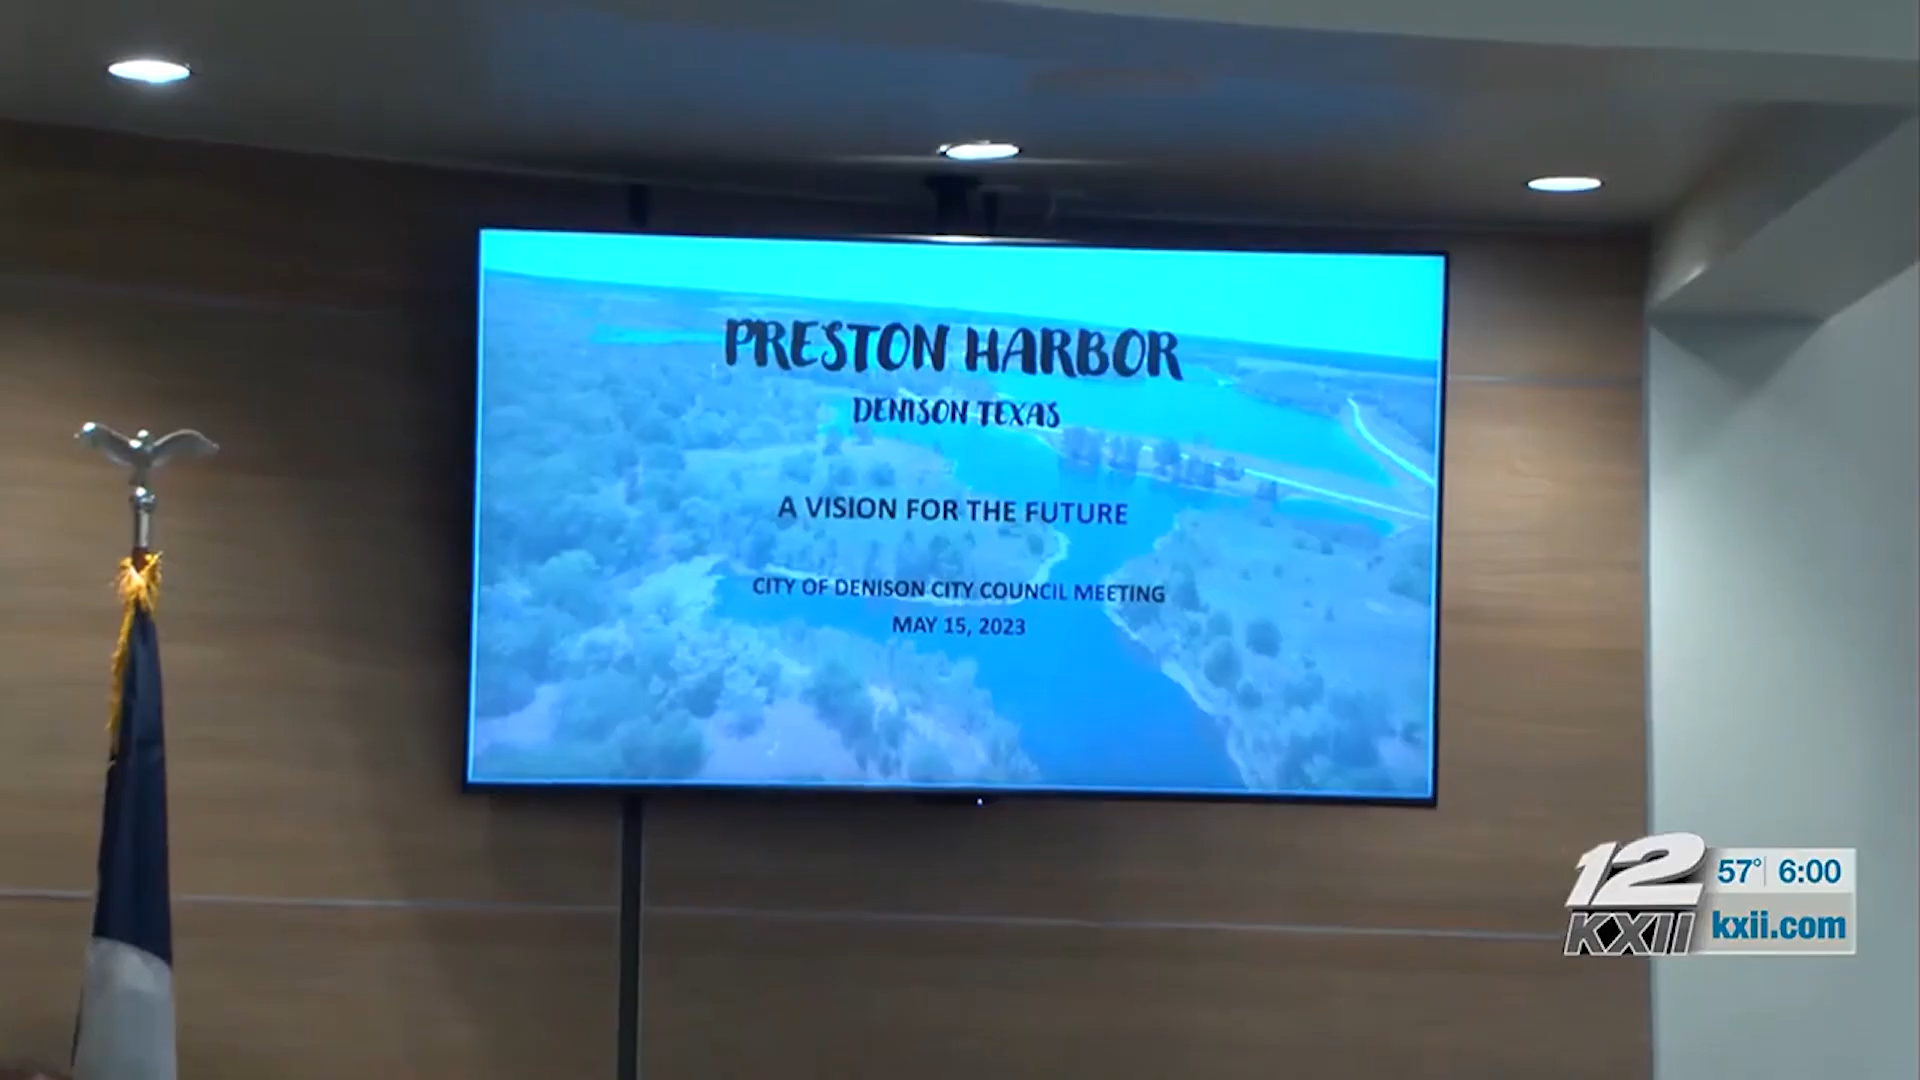 PRESTON HARBOR
DENISON TEXAS
A VISION FOR THE FUTURE
CITY OF DENISON CITY COUNCIL MEETING
MAY 15, 2023
12 57° 6:00
KXII kxii.com